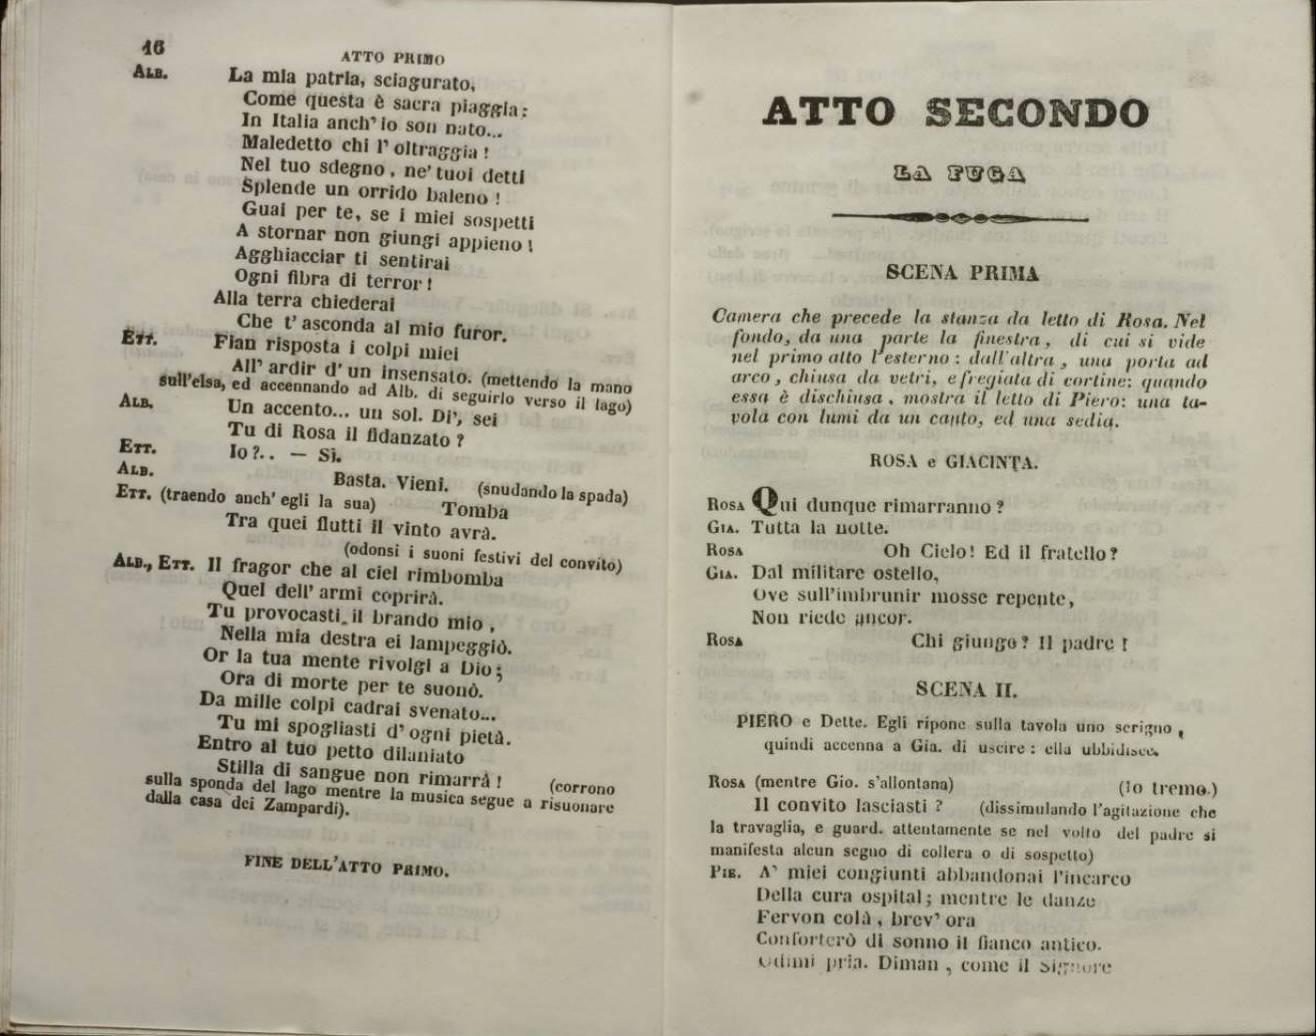 16
ATTO PRIMO
ALB. La mia patria, sciagurato,
Come questa è sacra piaggia:
In Italia anch' io son nato...
Maledetto chi l' oltraggia!
Nel tuo sdegno, ne' tuoi detti
Splende un orrido baleno!
Guai per te, se i miei sospetti
A stornar non giungi appieno!
Agghiacciar ti sentirai
Ogni fibra di terror!
Alla terra chiederai
Che t' asconda al mio furor.
ETT. Fian risposta i colpi miei
All' ardir d' un insensato. (mettendo la mano
sull'elsa, ed accennando ad Alb. di seguirlo verso il lago)
ALB. Un accento... un sol. Di', sei
Tu di Rosa il fidanzato?
ETT. Io?.. — Sì.
ALB. Basta. Vieni. (snudando la spada)
ETT. (traendo anch' egli la sua) Tomba
Tra quei flutti il vinto avrà.
(odonsi i suoni festivi del convito)
ALB., ETT. Il fragor che al ciel rimbomba
Quel dell' armi coprirà.
Tu provocasti il brando mio,
Nella mia destra ei lampeggiò.
Or la tua mente rivolgi a Dio;
Ora di morte per te suonò.
Da mille colpi cadrai svenato...
Tu mi spogliasti d' ogni pietà.
Entro al tuo petto dilaniato
Stilla di sangue non rimarrà! (corrono
sulla sponda del lago mentre la musica segue a risuonare
dalla casa dei Zampardi).
FINE DELL'ATTO PRIMO.
ATTO SECONDO
LA FUGA
SCENA PRIMA
Camera che precede la stanza da letto di Rosa. Nel
fondo, da una parte la finestra, di cui si vide
nel primo atto l'esterno: dall'altra, una porta ad
arco, chiusa da vetri, e fregiata di cortine: quando
essa è dischiusa, mostra il letto di Piero: una ta-
vola con lumi da un canto, ed una sedia.
ROSA e GIACINTA.
ROSA Qui dunque rimarranno?
GIA. Tutta la notte.
ROSA Oh Cielo! Ed il fratello?
GIA. Dal militare ostello,
Ove sull'imbrunir mosse repente,
Non riede ancor.
ROSA Chi giunge? Il padre!
SCENA II.
PIERO e Dette. Egli ripone sulla tavola uno scrigno,
quindi accenna a Gia. di uscire: ella ubbidisce.
ROSA (mentre Gio. s'allontana) (Io tremo.)
Il convito lasciasti? (dissimulando l'agitazione che
la travaglia, e guard. attentamente se nel volto del padre si
manifesta alcun segno di collera o di sospetto)
PIE. A' miei congiunti abbandonai l'incarco
Della cura ospital; mentre le danze
Fervon colà, brev' ora
Conforterò di sonno il fianco antico.
Odimi pria. Diman, come il Signore